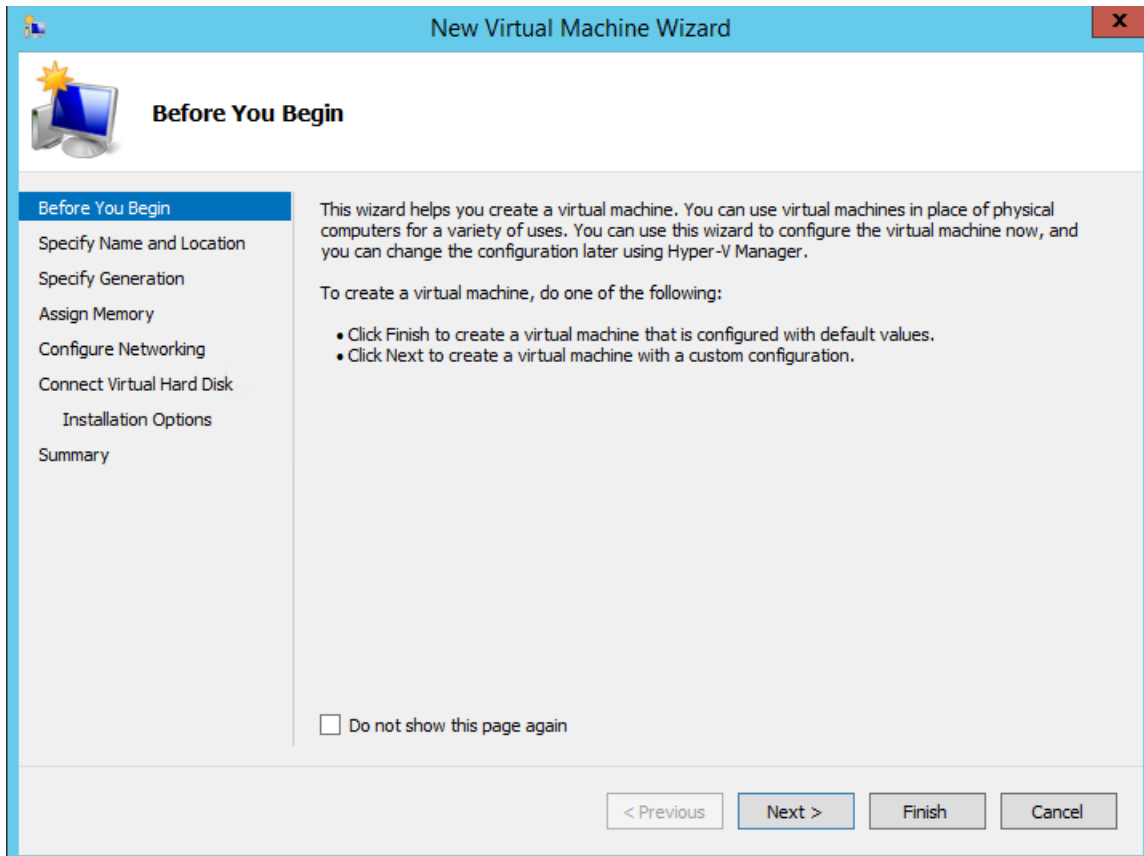 New Virtual Machine Wizard
x
Before You Begin
Before You Begin
Specify Name and Location
Specify Generation
Assign Memory
Configure Networking
Connect Virtual Hard Disk
Installation Options
Summary
This wizard helps you create a virtual machine. You can use virtual machines in place of physical
computers for a variety of uses. You can use this wizard to configure the virtual machine now, and
you can change the configuration later using Hyper-V Manager.
To create a virtual machine, do one of the following:
• Click Finish to create a virtual machine that is configured with default values.
• Click Next to create a virtual machine with a custom configuration.
Do not show this page again
< Previous
Next >
Finish
Cancel